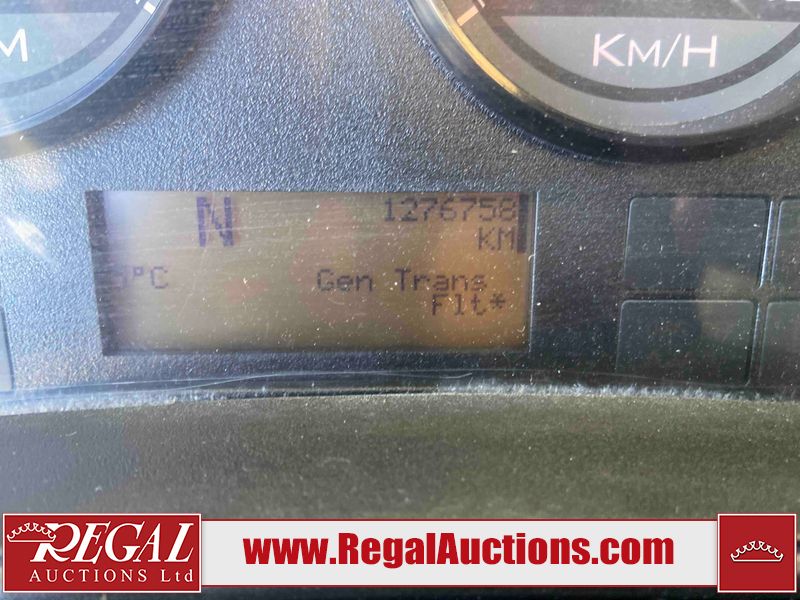 M
KM/H
N
1276758
KM
°C
Gen Trans
Flt*
REGAL
AUCTIONS Ltd
www.RegalAuctions.com